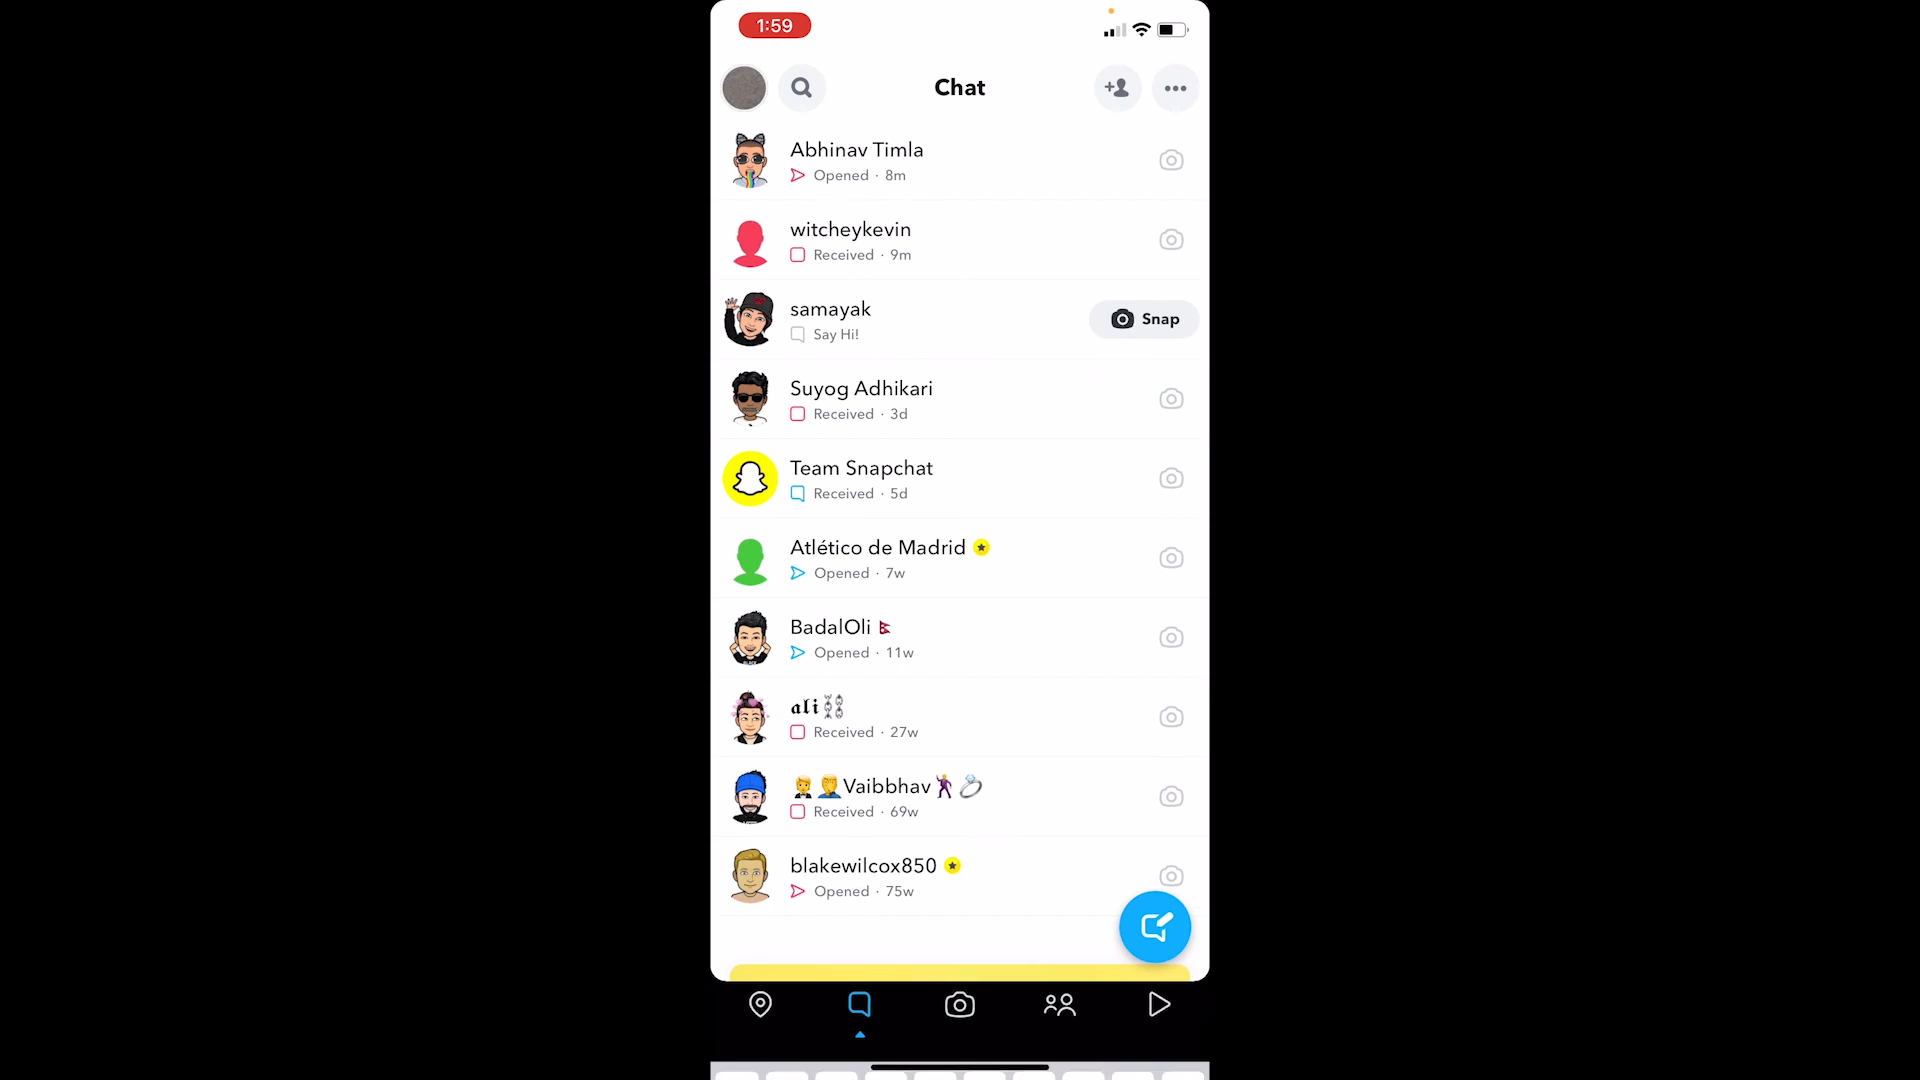 1:59
Chat
Abhinav Timla
Opened · 8m
witcheykevin
Received · 9m
samayak
Say Hi!
Snap
Suyog Adhikari
Received · 3d
Team Snapchat
Received · 5d
Atlético de Madrid
Opened · 7w
BadalOli 🇳🇵
Opened · 11w
𝖆𝖑𝖎⛓⛓
Received · 27w
🤵🤦Vaibbhav🕺💍
Received · 69w
blakewilcox850
Opened · 75w